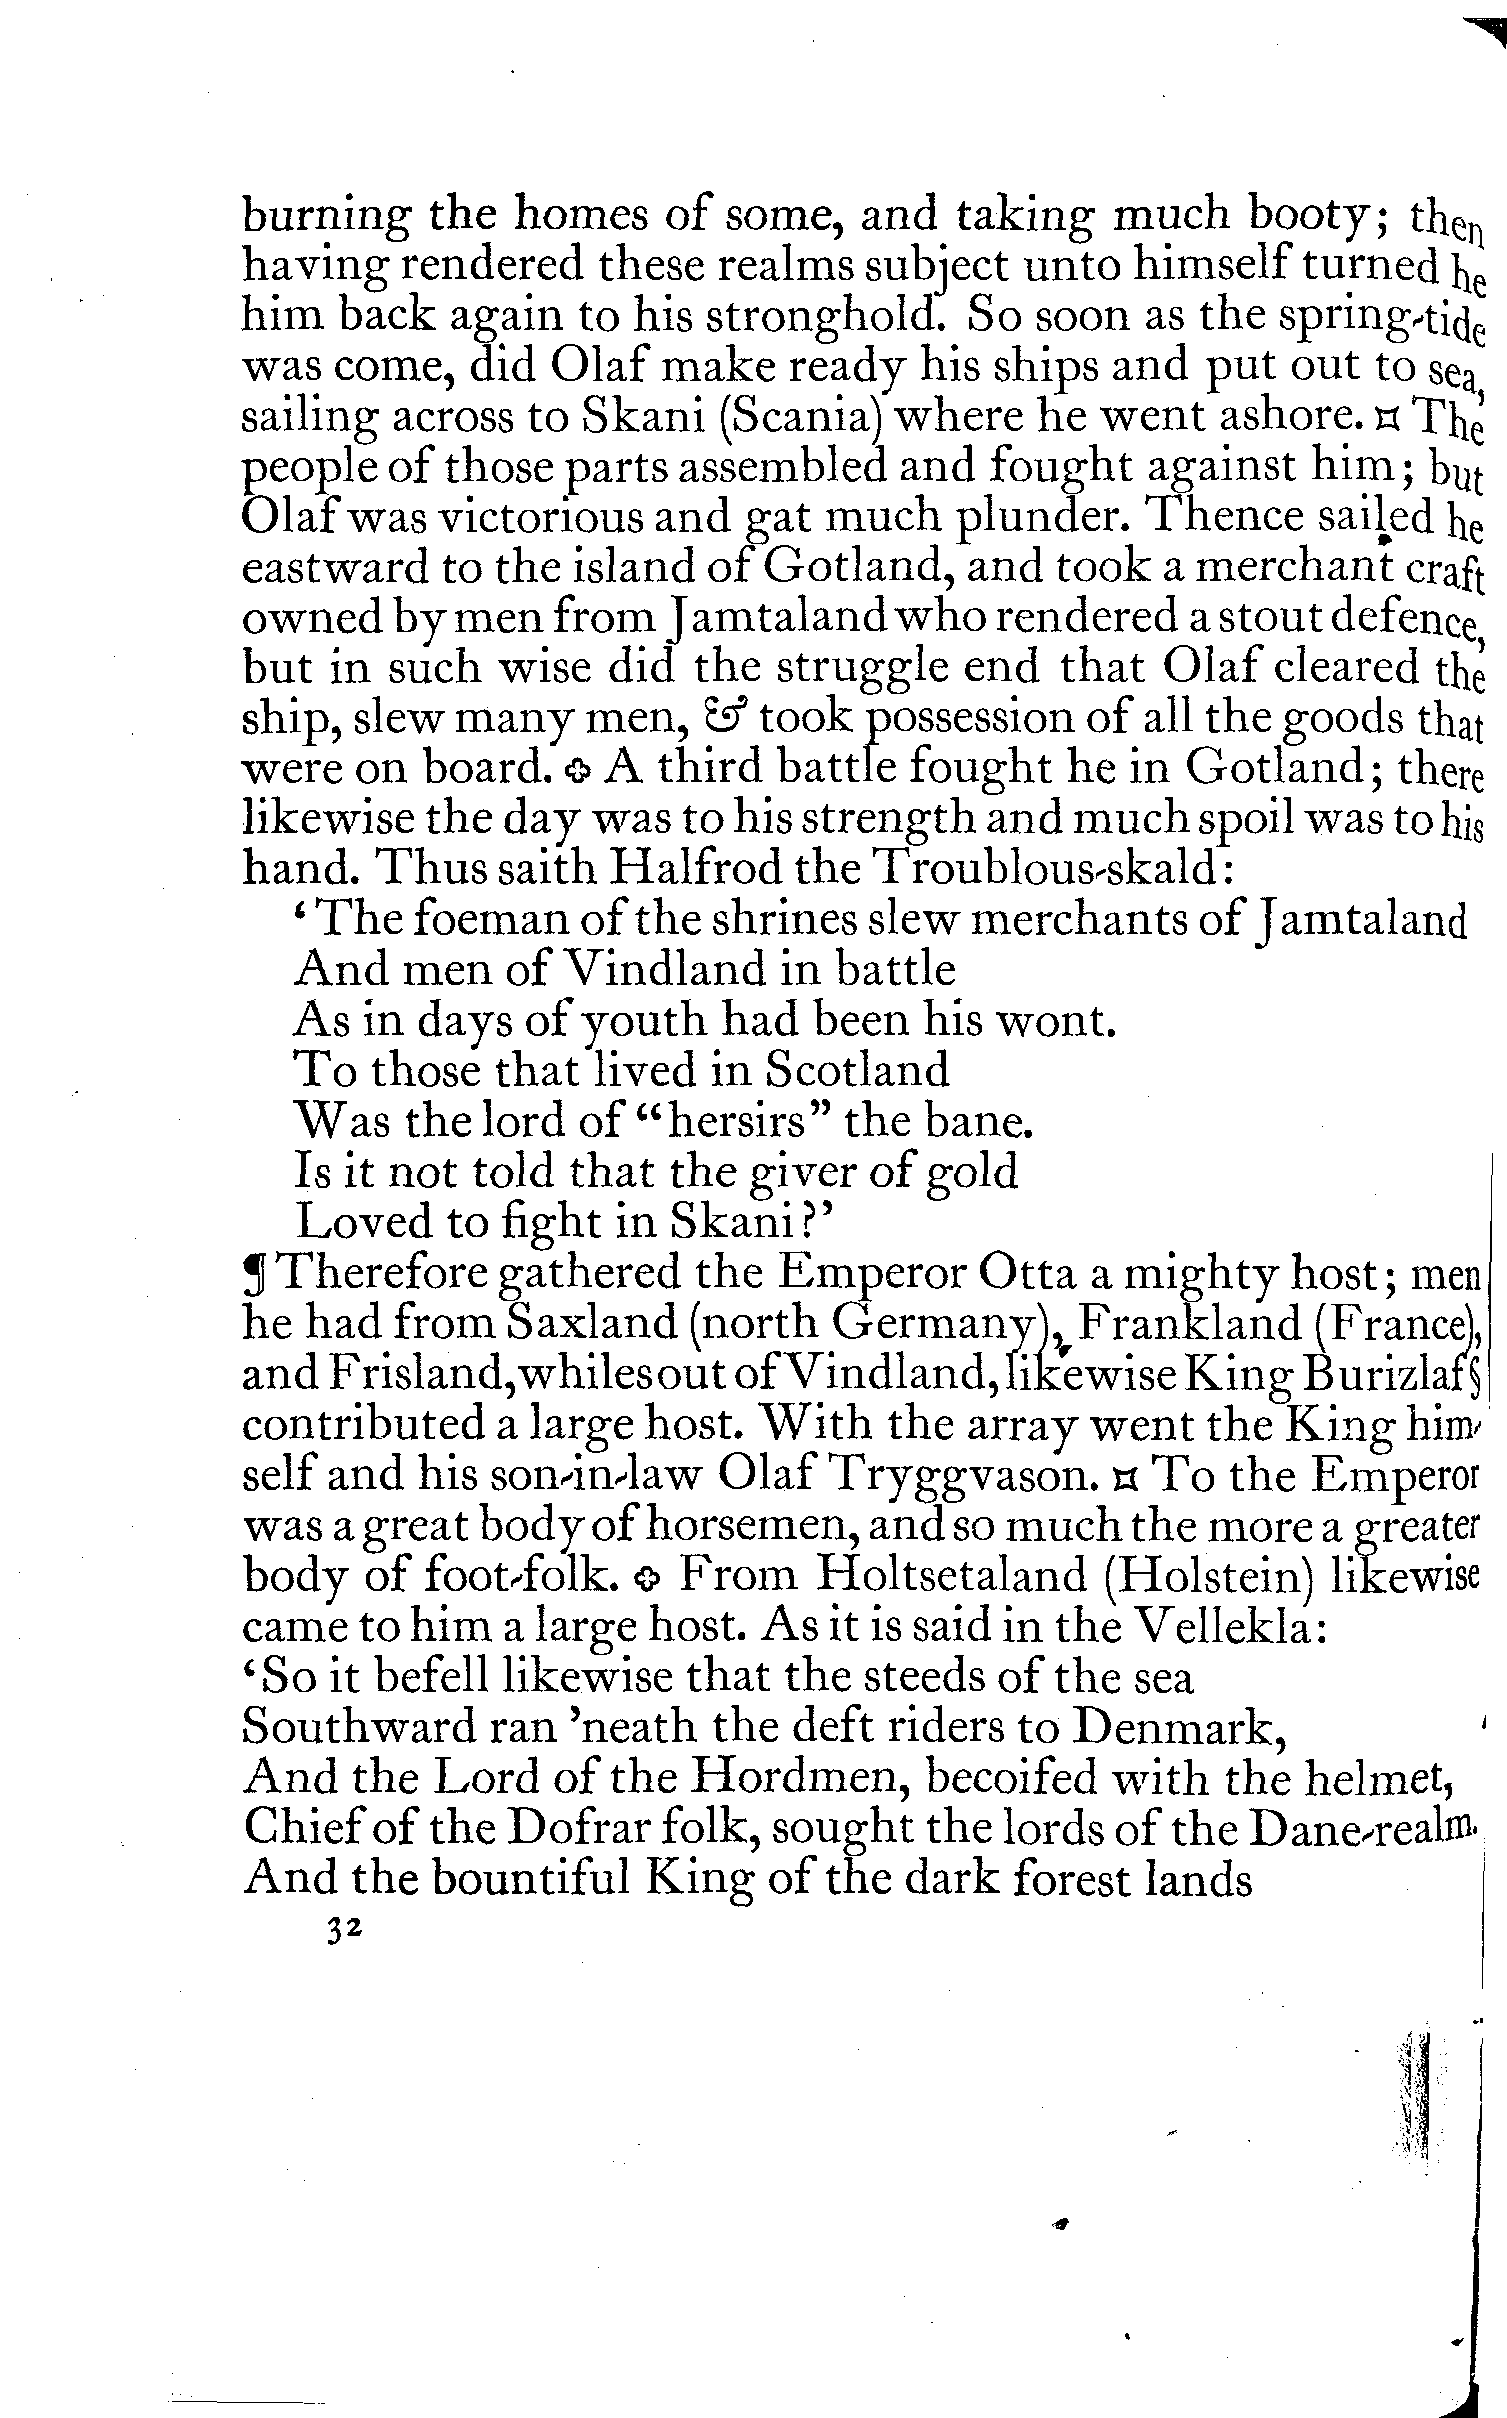 burning the homes of some, and taking much booty; then
having rendered these realms subject unto himself turned he
him back again to his stronghold. So soon as the spring-tide
was come, did Olaf make ready his ships and put out to sea,
sailing across to Skani (Scania) where he went ashore. ¤ The
people of those parts assembled and fought against him; but
Olaf was victorious and gat much plunder. Thence sailed he
eastward to the island of Gotland, and took a merchant craft
owned by men from Jamtaland who rendered a stout defence,
but in such wise did the struggle end that Olaf cleared the
ship, slew many men, & took possession of all the goods that
were on board. ✥ A third battle fought he in Gotland; there
likewise the day was to his strength and much spoil was to his
hand. Thus saith Halfrod the Troublous-skald:
‘The foeman of the shrines slew merchants of Jamtaland
And men of Vindland in battle
As in days of youth had been his wont.
To those that lived in Scotland
Was the lord of “hersirs” the bane.
Is it not told that the giver of gold
Loved to fight in Skani?’
¶ Therefore gathered the Emperor Otta a mighty host; men
he had from Saxland (north Germany), Frankland (France),
and Frisland, whiles out of Vindland, likewise King Burizlaf§
contributed a large host. With the array went the King him-
self and his son-in-law Olaf Tryggvason. ¤ To the Emperor
was a great body of horsemen, and so much the more a greater
body of foot-folk. ✥ From Holtsetaland (Holstein) likewise
came to him a large host. As it is said in the Vellekla:
‘So it befell likewise that the steeds of the sea
Southward ran ’neath the deft riders to Denmark,
And the Lord of the Hordmen, becoifed with the helmet,
Chief of the Dofrar folk, sought the lords of the Dane-realm.
And the bountiful King of the dark forest lands
32